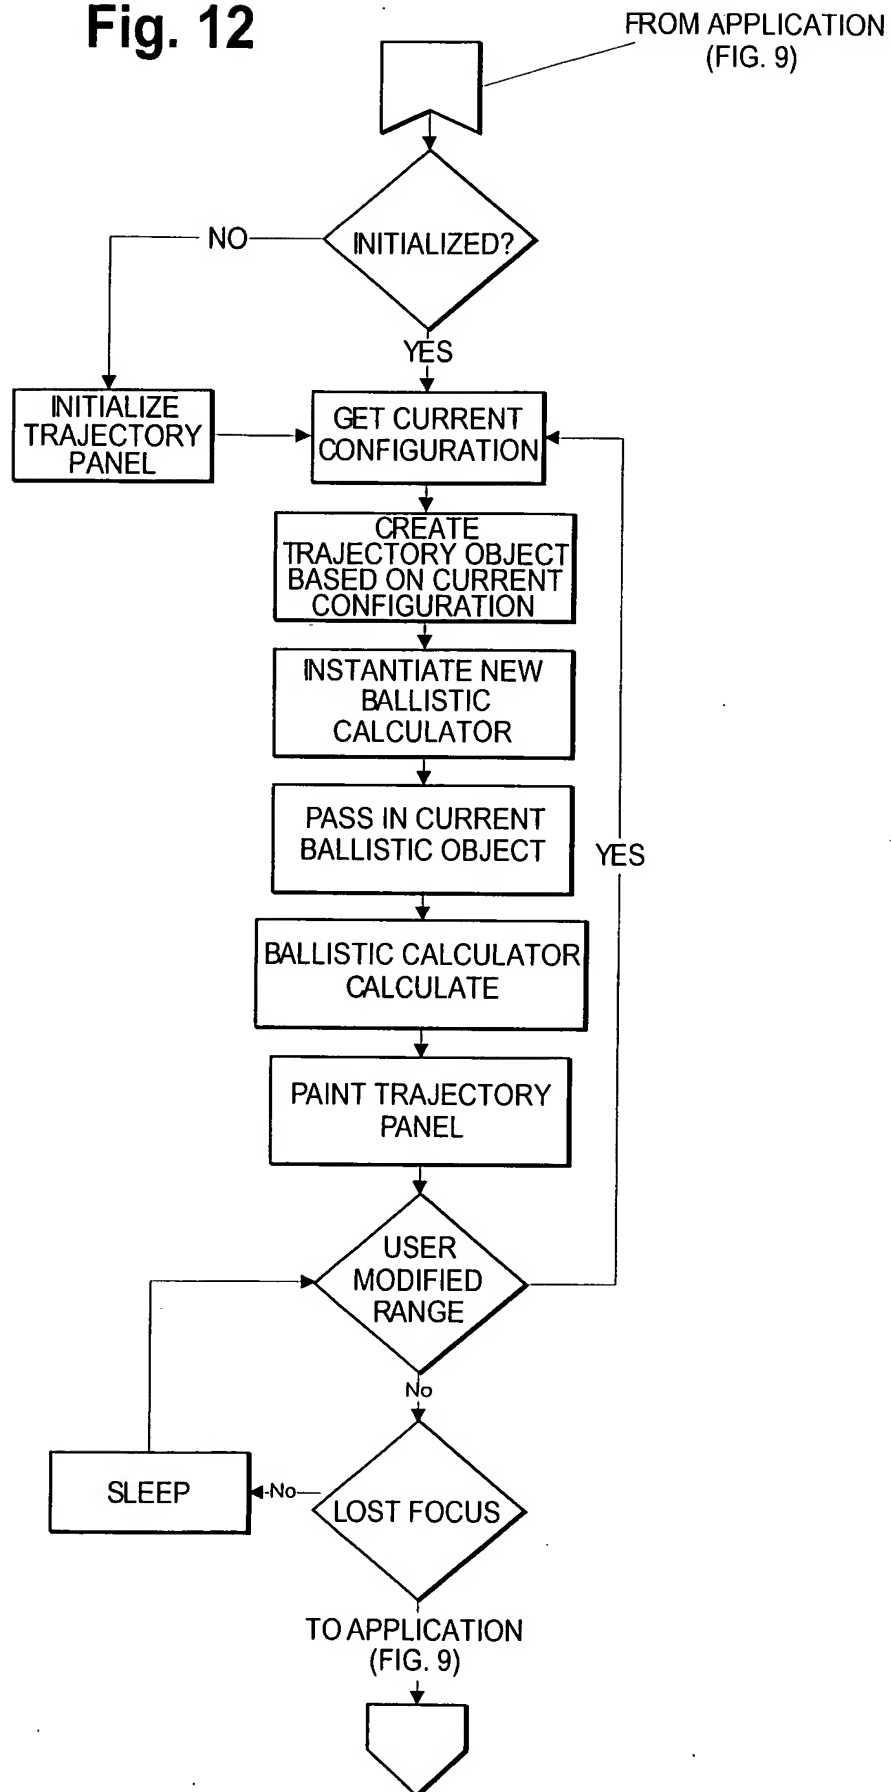 Fig. 12
FROM APPLICATION
(FIG. 9)
INITIALIZED?
NO
YES
INITIALIZE
TRAJECTORY
PANEL
GET CURRENT
CONFIGURATION
CREATE
TRAJECTORY OBJECT
BASED ON CURRENT
CONFIGURATION
INSTANTIATE NEW
BALLISTIC
CALCULATOR
PASS IN CURRENT
BALLISTIC OBJECT
YES
BALLISTIC CALCULATOR
CALCULATE
PAINT TRAJECTORY
PANEL
USER
MODIFIED
RANGE
No
SLEEP
No
LOST FOCUS
TO APPLICATION
(FIG. 9)